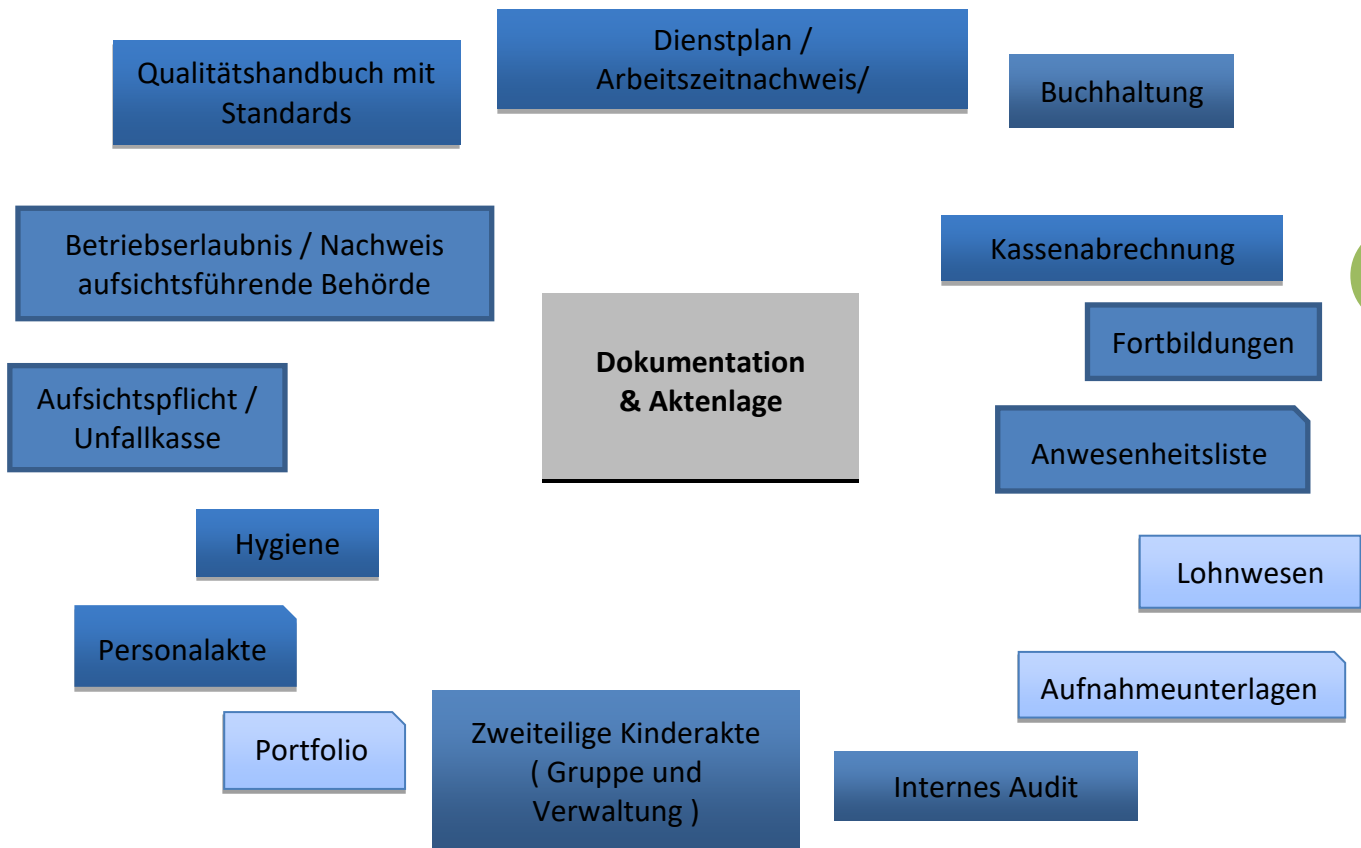 Dienstplan /
Arbeitszeitnachweis/
Qualitätshandbuch mit
Standards
Buchhaltung
Betriebserlaubnis / Nachweis
aufsichtsführende Behörde
Kassenabrechnung
Fortbildungen
Dokumentation
& Aktenlage
Aufsichtspflicht /
Unfallkasse
Anwesenheitsliste
Hygiene
Lohnwesen
Personalakte
Aufnahmeunterlagen
Portfolio
Zweiteilige Kinderakte
( Gruppe und
Verwaltung )
Internes Audit